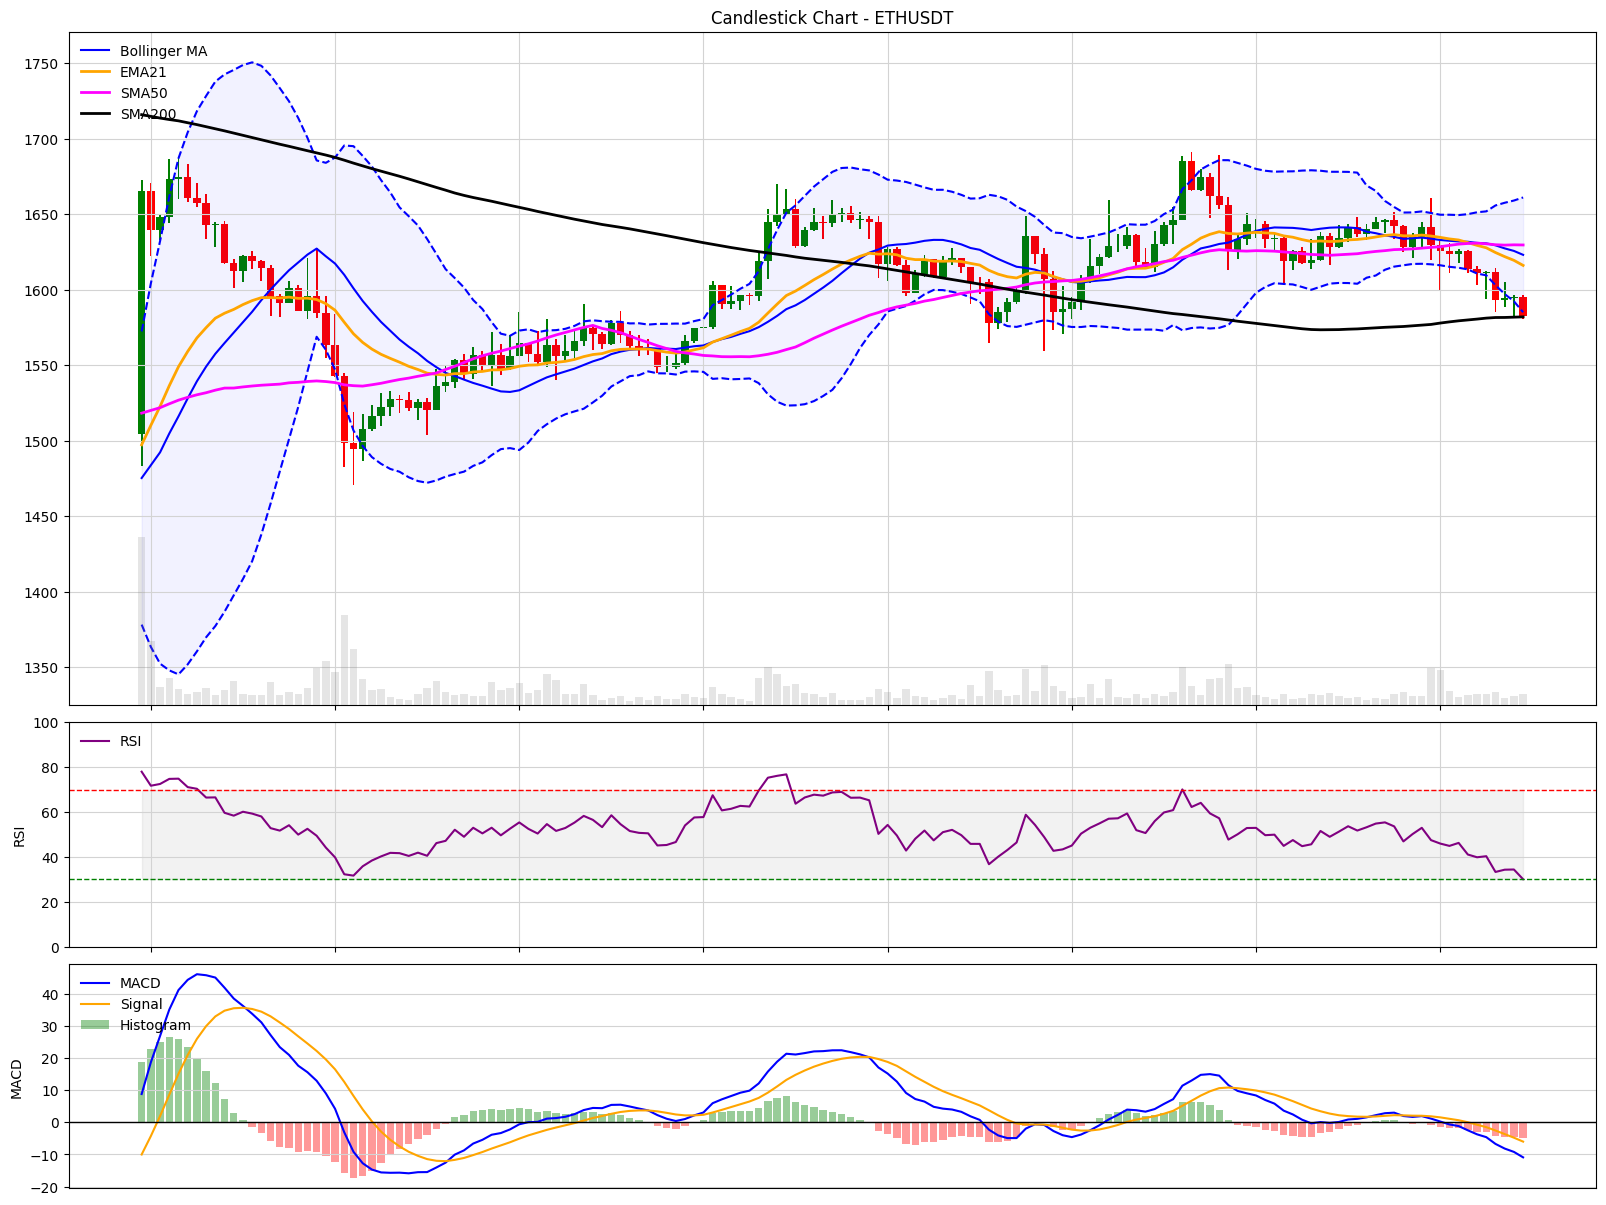 Candlestick Chart - ETHUSDT
Bollinger MA
EMA21
SMA50
SMA200
1750
1700
1650
1600
1550
1500
1450
1400
1350
RSI
RSI
100
80
60
40
20
0
MACD
Signal
Histogram
MACD
40
30
20
10
0
−10
−20